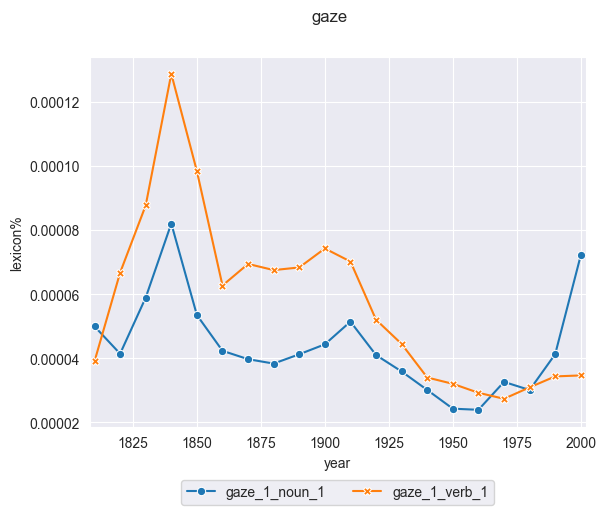 gaze
lexicon%
0.00012
0.00010
0.00008
0.00006
0.00004
0.00002
1825 1850 1875 1900 1925 1950 1975 2000
year
gaze_1_noun_1 gaze_1_verb_1